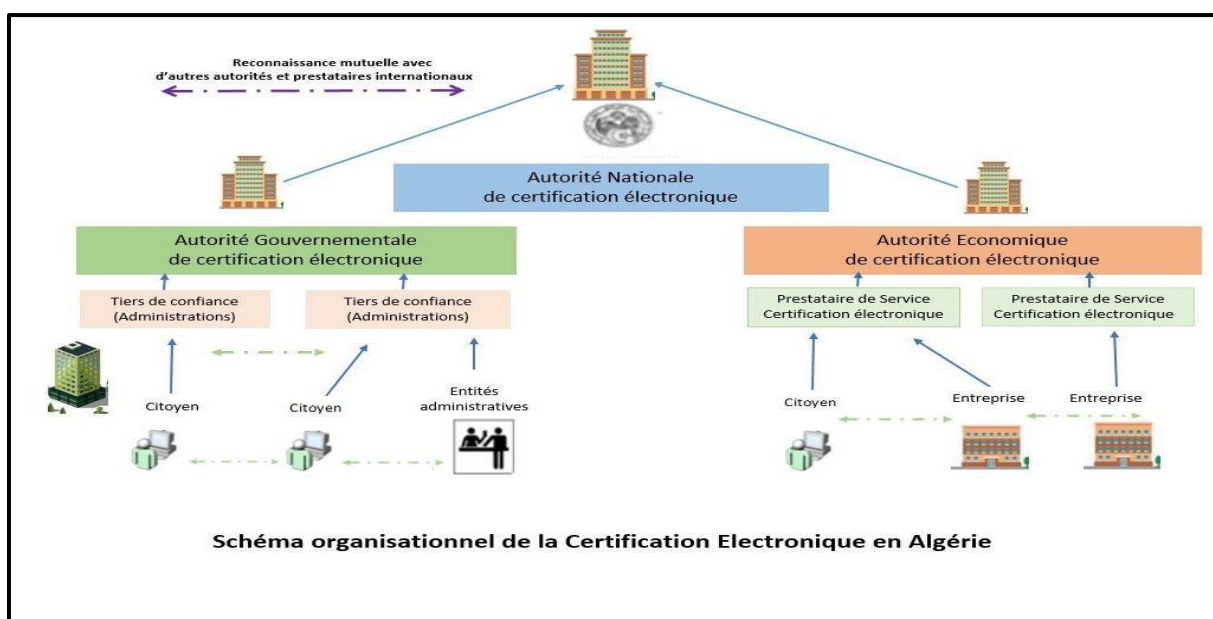 Reconnaissance mutuelle avec
d'autres autorités et prestataires internationaux
Autorité Nationale
de certification électronique
Autorité Gouvernementale
de certification électronique
Autorité Economique
de certification électronique
Tiers de confiance
(Administrations)
Tiers de confiance
(Administrations)
Prestataire de Service
Certification électronique
Prestataire de Service
Certification électronique
Citoyen
Citoyen
Entités
administratives
Citoyen
Entreprise
Entreprise
Schéma organisationnel de la Certification Electronique en Algérie